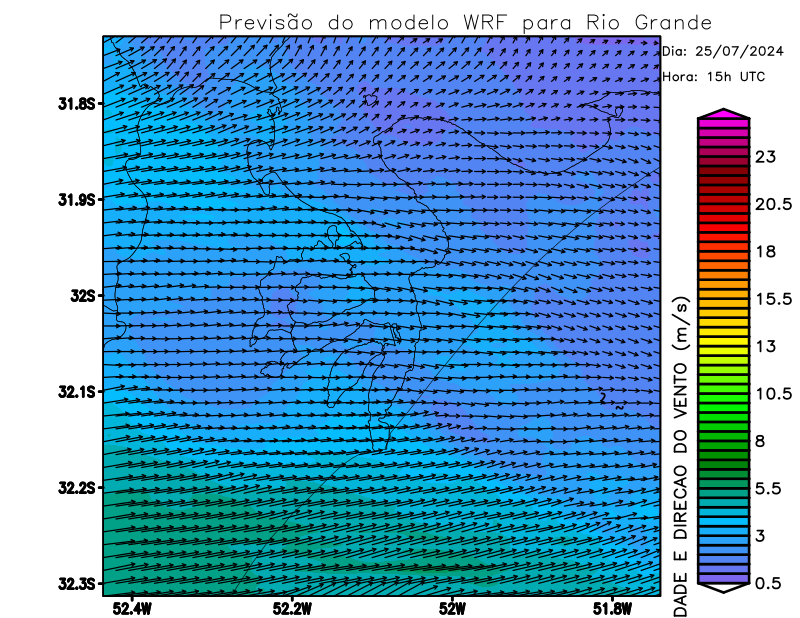 Previsão do modelo WRF para Rio Grande
Dia: 25/07/2024
Hora: 15h UTC
31.8S
31.9S
32S
32.1S
32.2S
32.3S
52.4W
52.2W
52W
51.8W
DADE E DIRECAO DO VENTO (m/s)
23
20.5
18
15.5
13
10.5
8
5.5
3
0.5